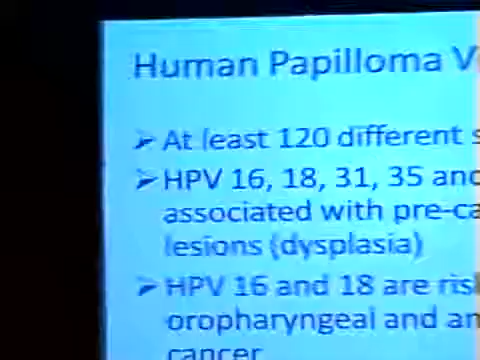 Human Papilloma V
➢ At least 120 different s
➢ HPV 16, 18, 31, 35 and
associated with pre-ca
lesions (dysplasia)
➢ HPV 16 and 18 are risk
oropharyngeal and an
cancer